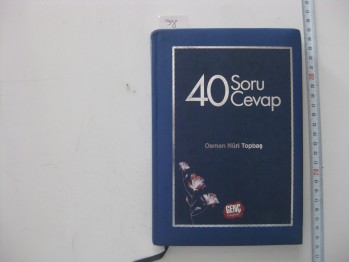 40 Soru
Cevap
Osman Nûri Topbaş
GENÇ